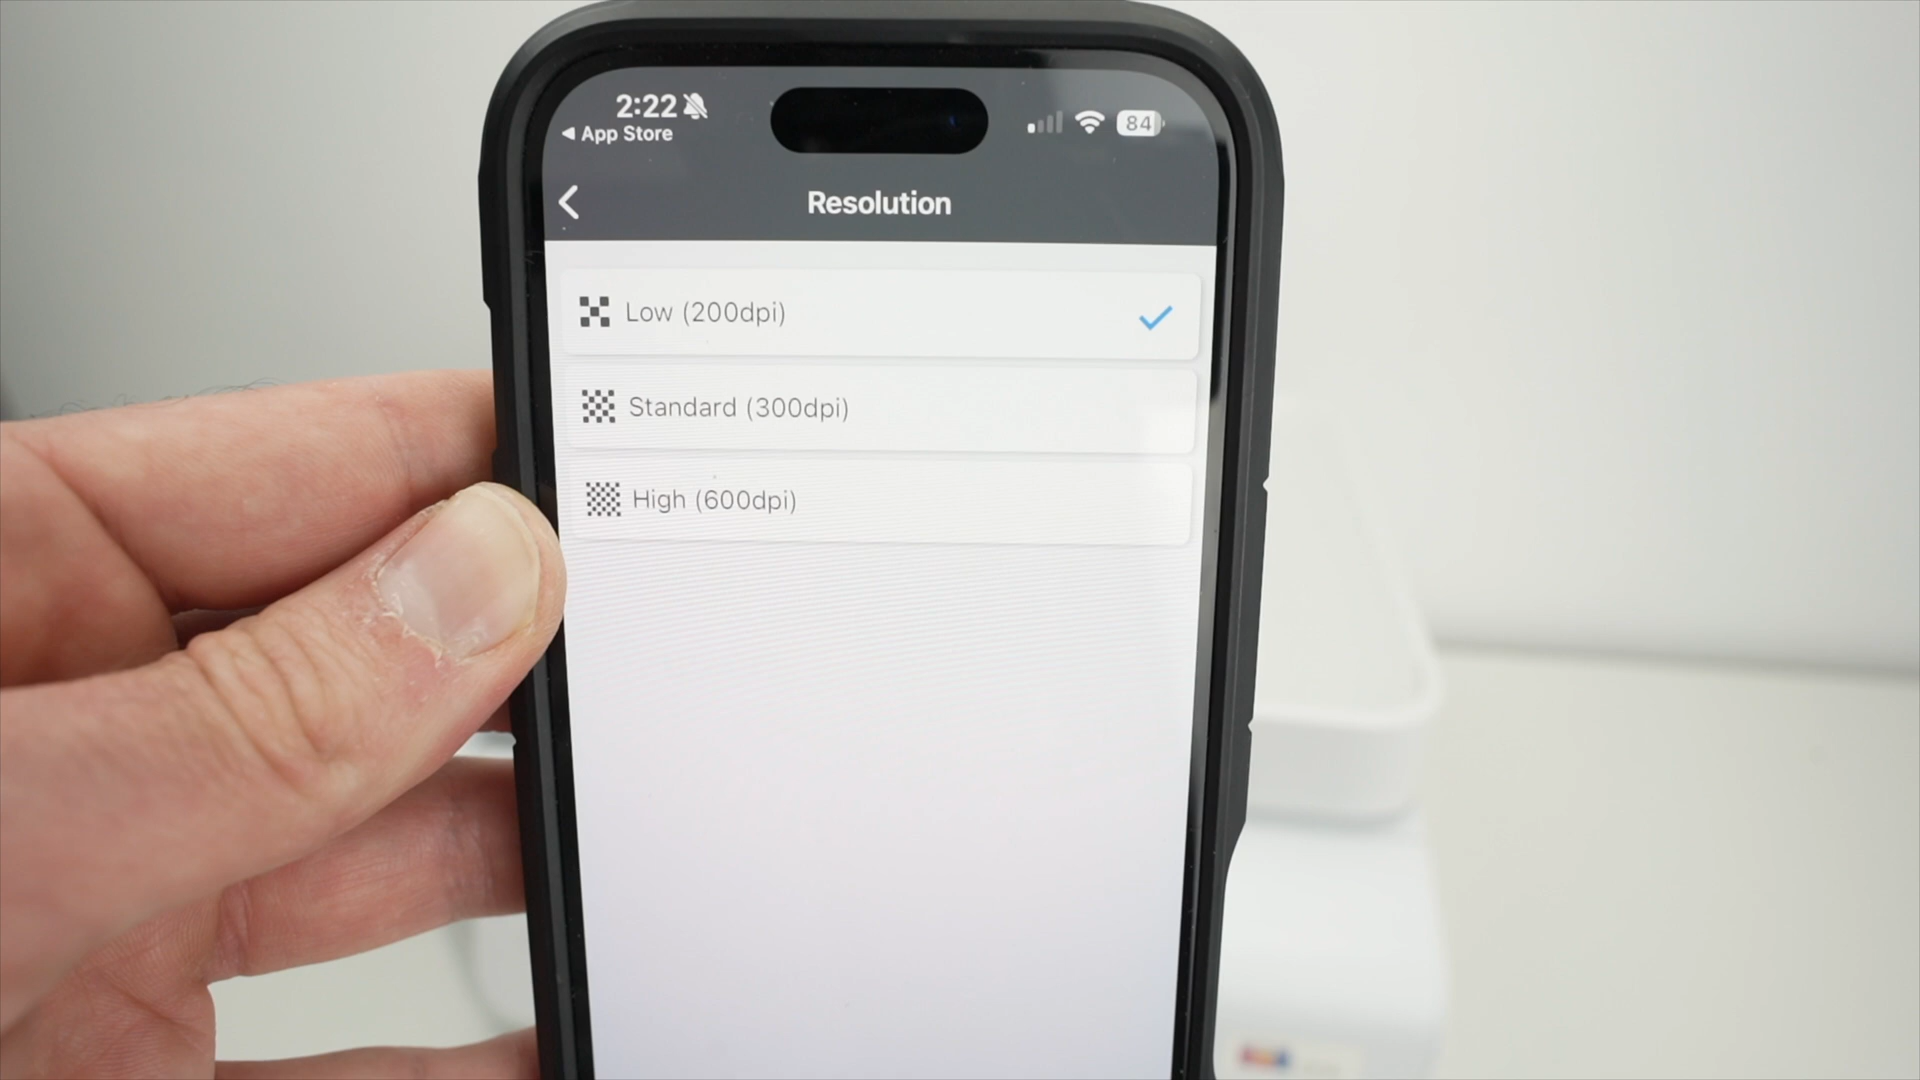 2:22
App Store
84
Resolution
Low (200dpi)
Standard (300dpi)
High (600dpi)